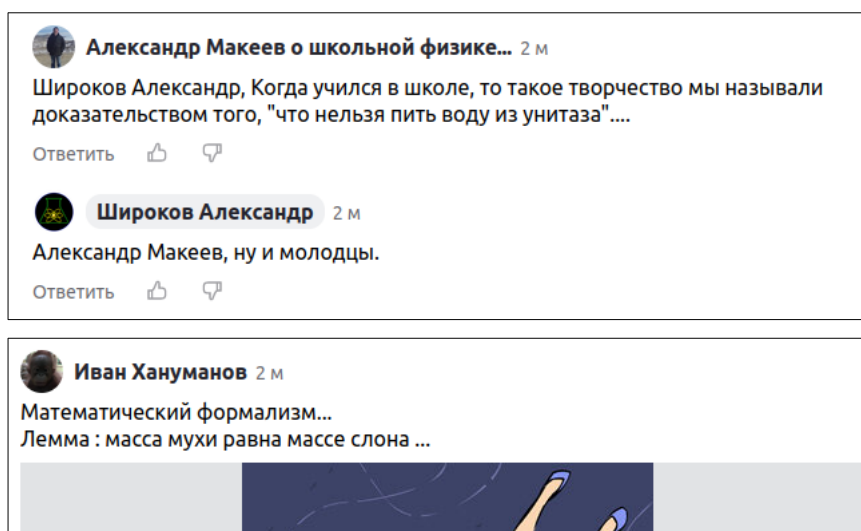 Александр Макеев о школьной физике... 2 м
Широков Александр, Когда учился в школе, то такое творчество мы называли
доказательством того, "что нельзя пить воду из унитаза"....
Ответить
Широков Александр 2 м
Александр Макеев, ну и молодцы.
Ответить
Иван Хануманов 2 м
Математический формализм...
Лемма : масса мухи равна массе слона ...